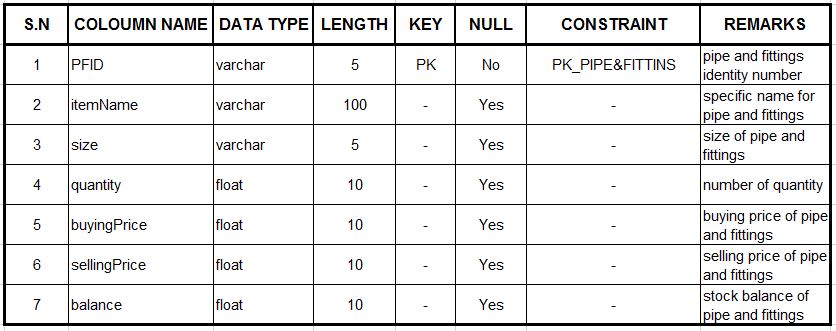 S.N COLOUMN NAME DATA TYPE LENGTH KEY NULL CONSTRAINT REMARKS
1 PFID varchar 5 PK No PK_PIPE&FITTINS pipe and fittings
identity number
2 itemName varchar 100 - Yes - specific name for
pipe and fittings
3 size varchar 5 - Yes - size of pipe and
fittings
4 quantity float 10 - Yes - number of quantity
5 buyingPrice float 10 - Yes - buying price of pipe
and fittings
6 sellingPrice float 10 - Yes - selling price of pipe
and fittings
7 balance float 10 - Yes - stock balance of
pipe and fittings